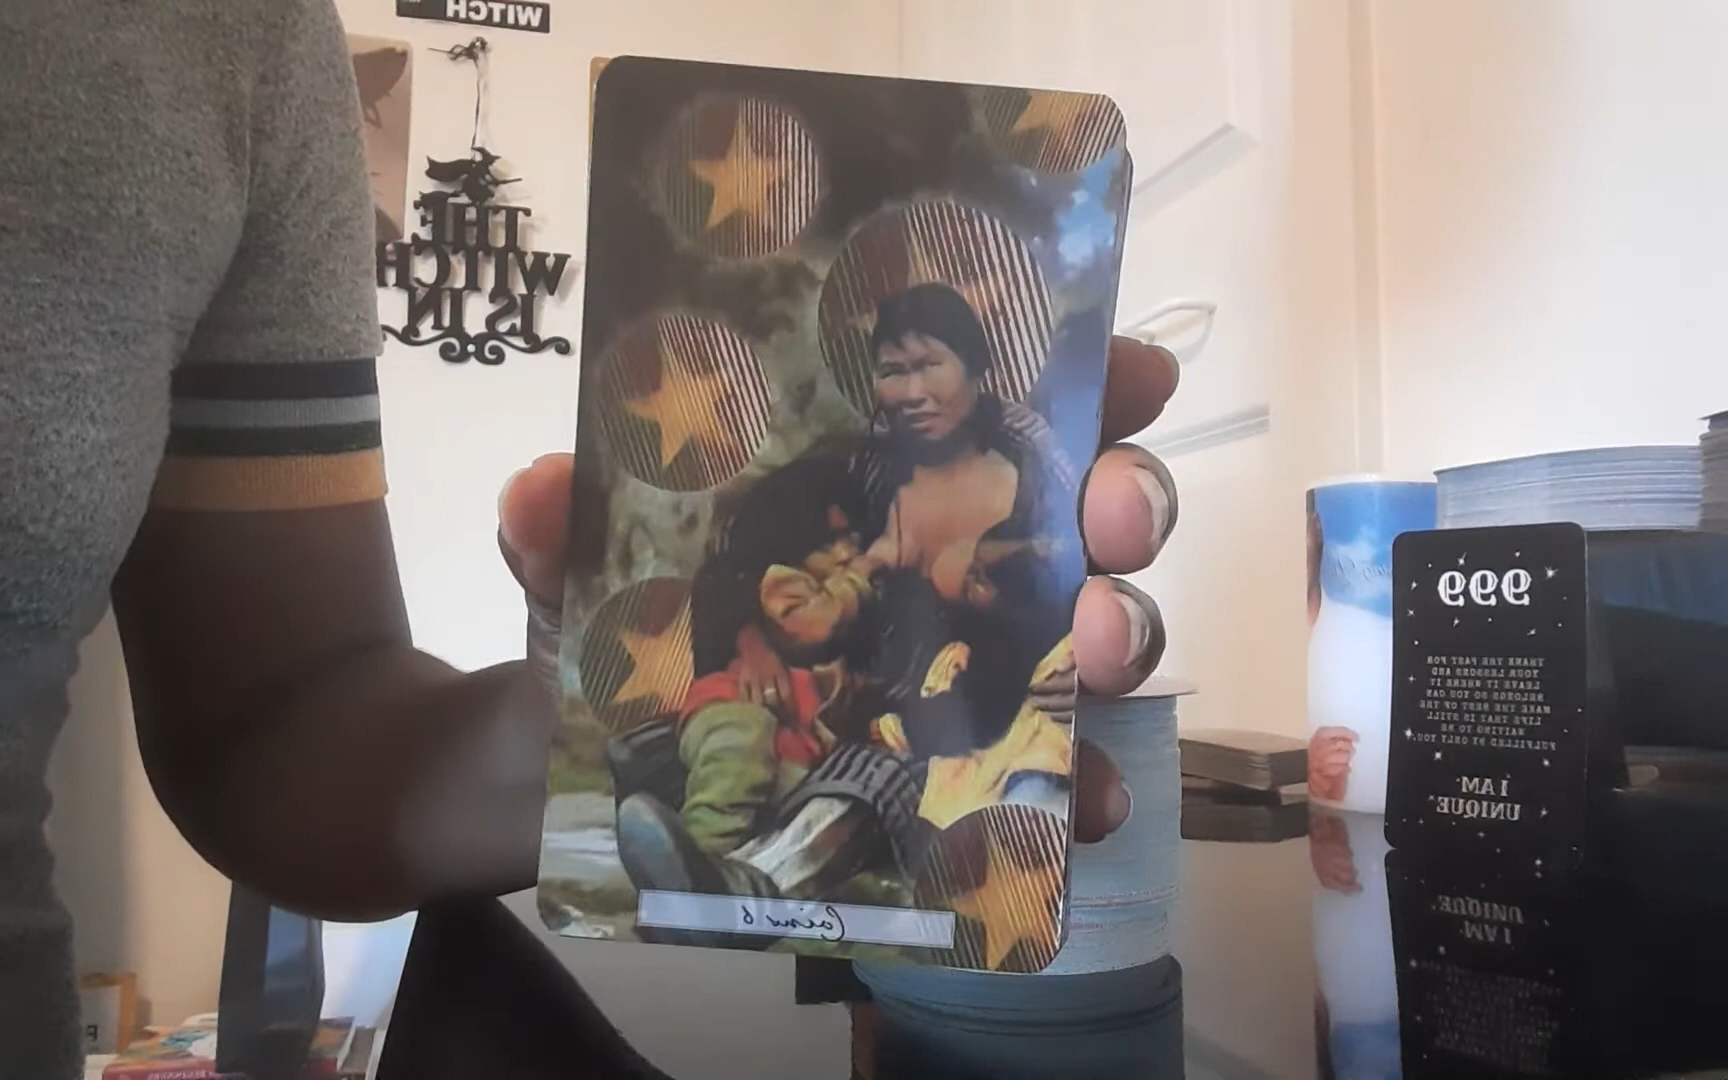 WITCH
THE
WITCH
IS IN
Coins 6
999
THANK THE PAST FOR
YOUR LESSONS AND
LEAVE IT WHERE IT
BELONGS SO YOU CAN
MAKE THE BEST OF THE
LIFE THAT IS STILL
WAITING TO BE
FULFILLED BY ONLY YOU.
"I AM
UNIQUE"